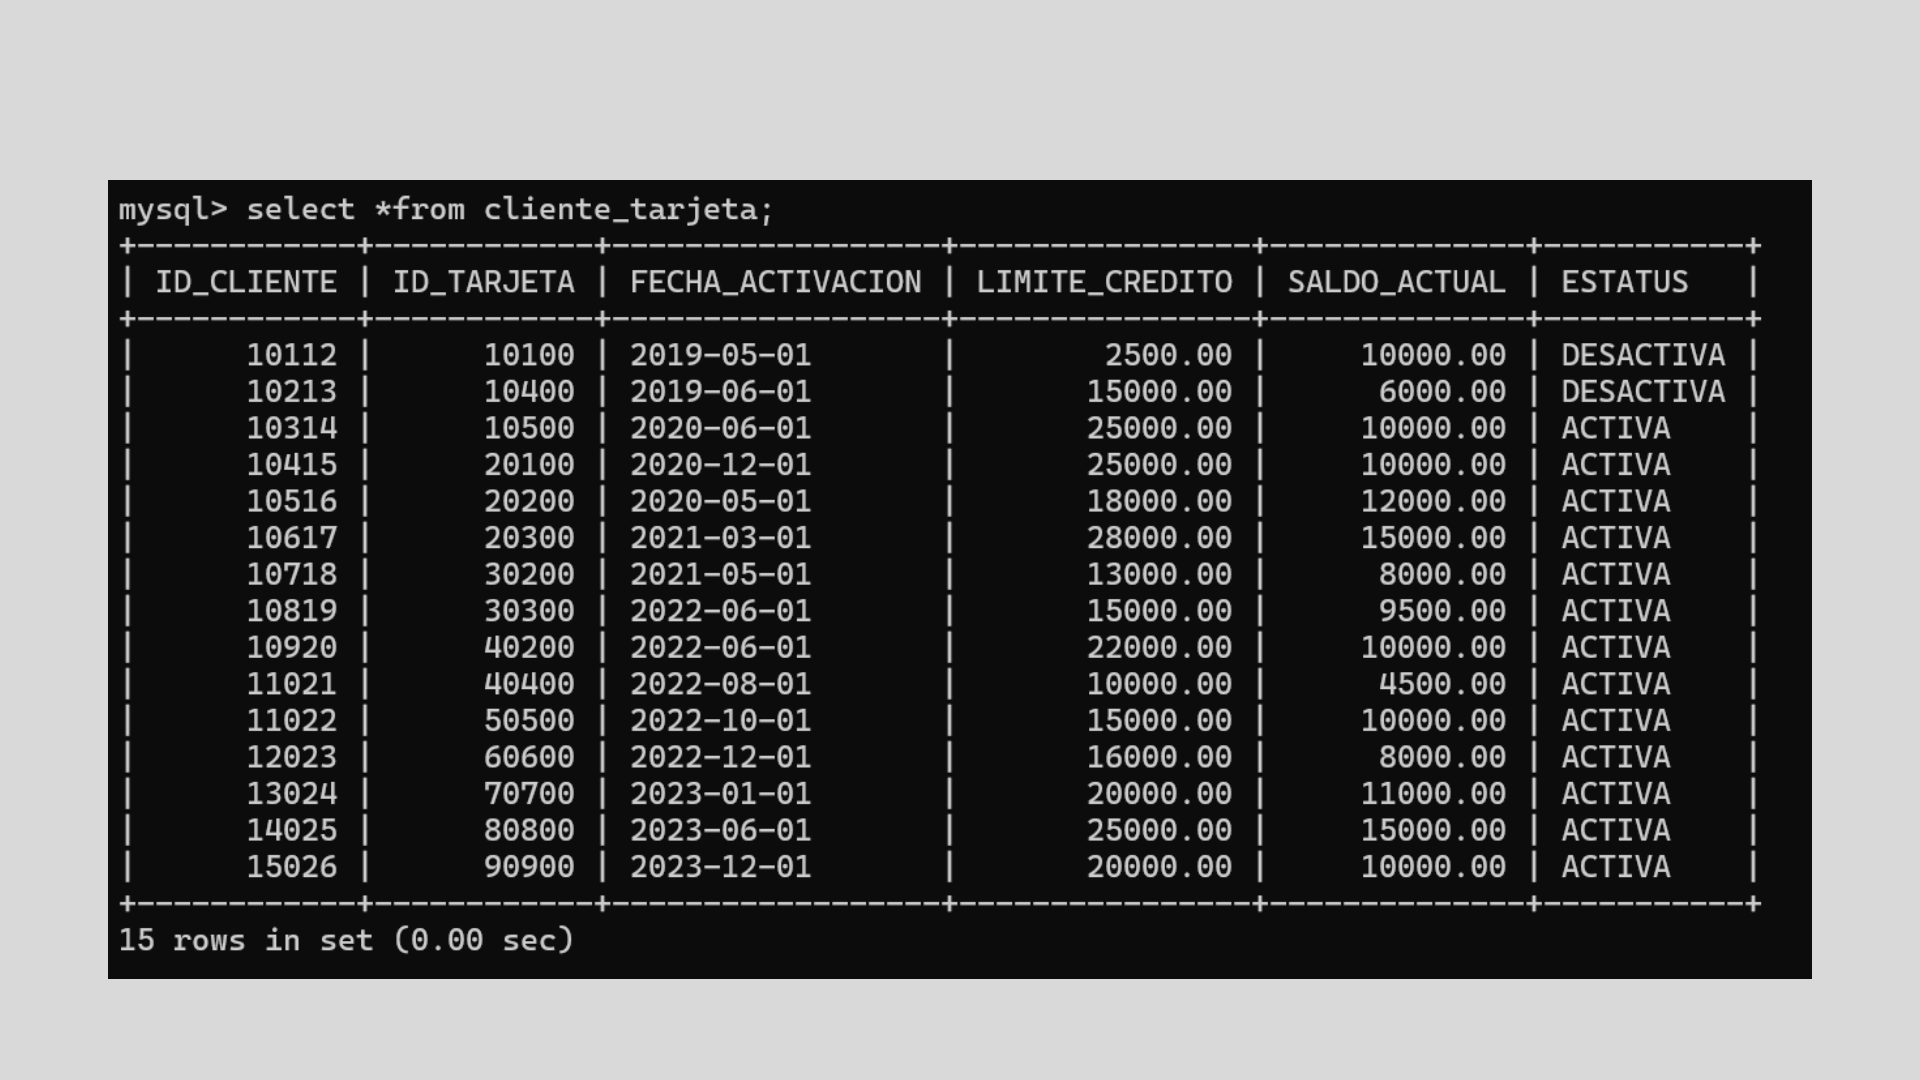 mysql> select *from cliente_tarjeta;
+------------+------------+------------------+----------------+--------------+-----------+
| ID_CLIENTE | ID_TARJETA | FECHA_ACTIVACION | LIMITE_CREDITO | SALDO_ACTUAL | ESTATUS   |
+------------+------------+------------------+----------------+--------------+-----------+
|      10112 |      10100 | 2019-05-01       |        2500.00 |     10000.00 | DESACTIVA |
|      10213 |      10400 | 2019-06-01       |       15000.00 |      6000.00 | DESACTIVA |
|      10314 |      10500 | 2020-06-01       |       25000.00 |     10000.00 | ACTIVA    |
|      10415 |      20100 | 2020-12-01       |       25000.00 |     10000.00 | ACTIVA    |
|      10516 |      20200 | 2020-05-01       |       18000.00 |     12000.00 | ACTIVA    |
|      10617 |      20300 | 2021-03-01       |       28000.00 |     15000.00 | ACTIVA    |
|      10718 |      30200 | 2021-05-01       |       13000.00 |      8000.00 | ACTIVA    |
|      10819 |      30300 | 2022-06-01       |       15000.00 |      9500.00 | ACTIVA    |
|      10920 |      40200 | 2022-06-01       |       22000.00 |     10000.00 | ACTIVA    |
|      11021 |      40400 | 2022-08-01       |       10000.00 |      4500.00 | ACTIVA    |
|      11022 |      50500 | 2022-10-01       |       15000.00 |     10000.00 | ACTIVA    |
|      12023 |      60600 | 2022-12-01       |       16000.00 |      8000.00 | ACTIVA    |
|      13024 |      70700 | 2023-01-01       |       20000.00 |     11000.00 | ACTIVA    |
|      14025 |      80800 | 2023-06-01       |       25000.00 |     15000.00 | ACTIVA    |
|      15026 |      90900 | 2023-12-01       |       20000.00 |     10000.00 | ACTIVA    |
+------------+------------+------------------+----------------+--------------+-----------+
15 rows in set (0.00 sec)